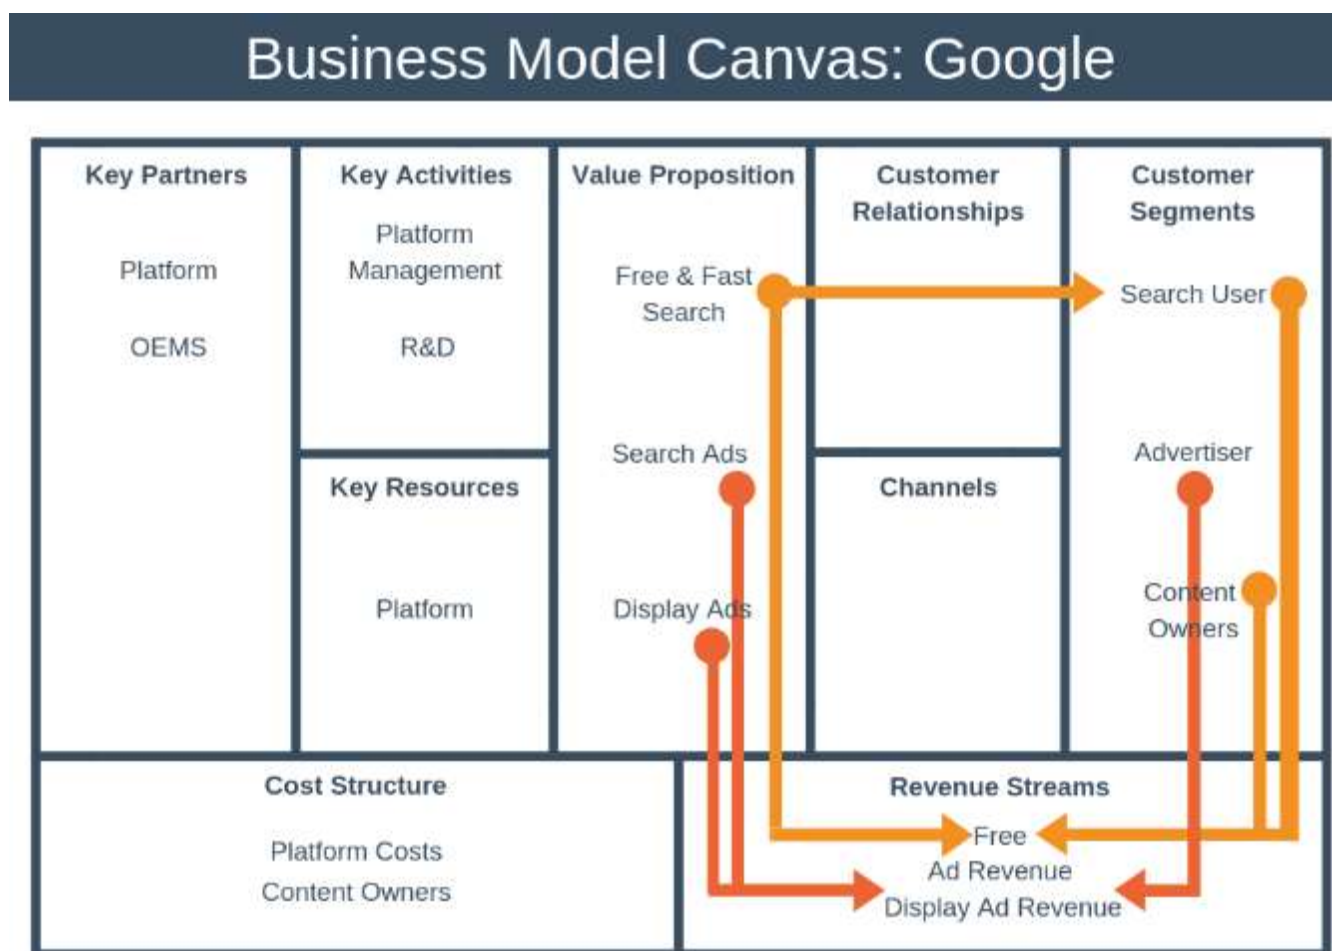 Business Model Canvas: Google
Key Partners
Platform
OEMS
Key Activities
Platform
Management
R&D
Key Resources
Platform
Value Proposition
Free & Fast
Search
Search Ads
Display Ads
Customer
Relationships
Channels
Customer
Segments
Search User
Advertiser
Content
Owners
Cost Structure
Platform Costs
Content Owners
Revenue Streams
Free
Ad Revenue
Display Ad Revenue